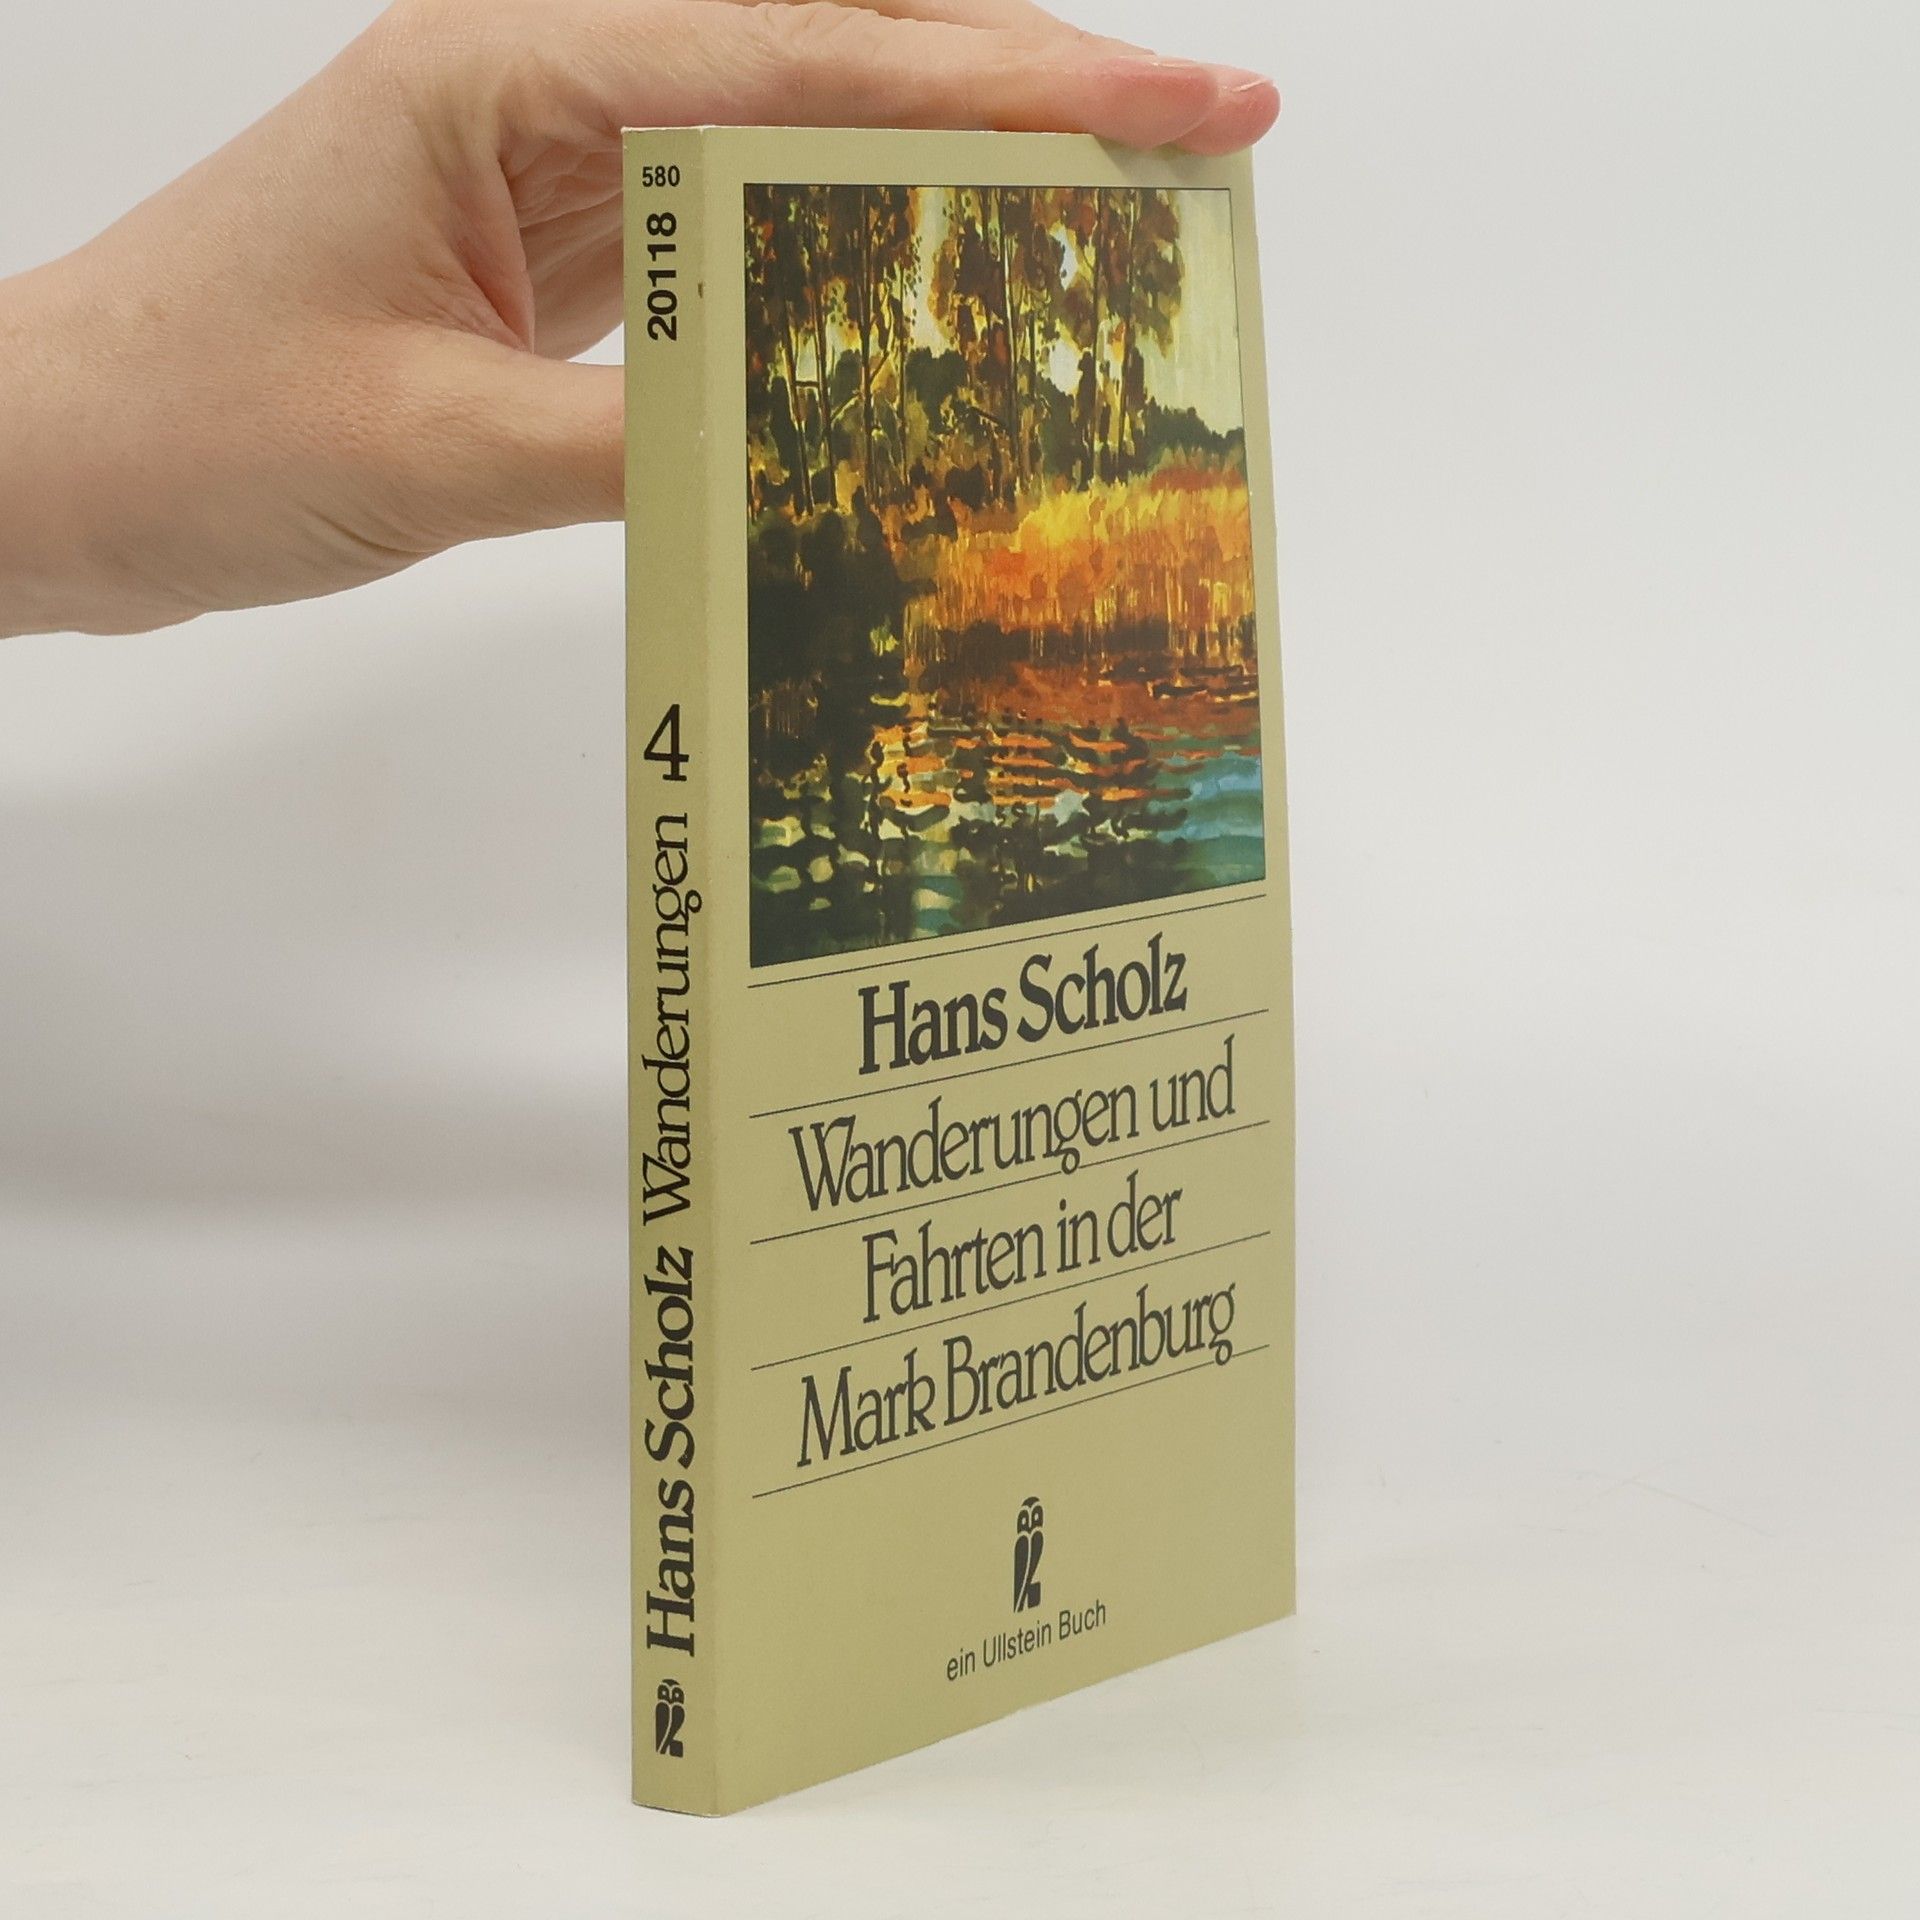 580
20118
Hans Scholz Wanderungen 4
Hans Scholz
Wanderungen und
Fahrten in der
Mark Brandenburg
ein Ullstein Buch